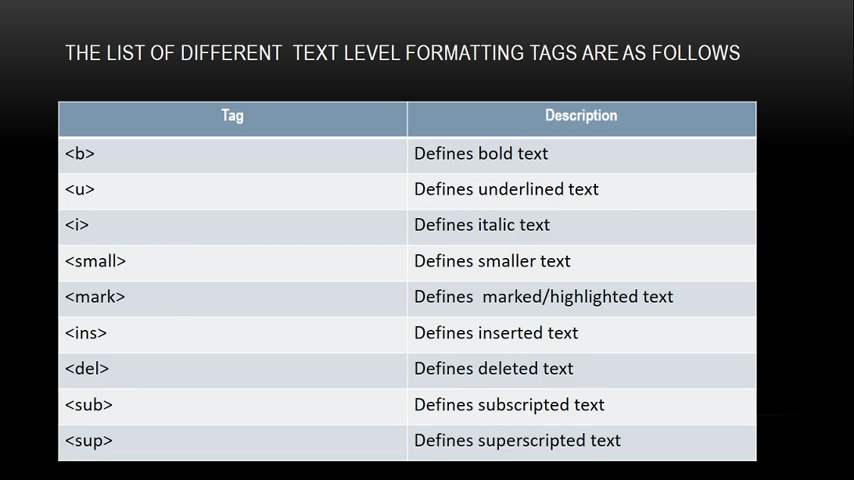 THE LIST OF DIFFERENT  TEXT LEVEL FORMATTING TAGS ARE AS FOLLOWS
Tag Description
<b> Defines bold text
<u> Defines underlined text
<i> Defines italic text
<small> Defines smaller text
<mark> Defines  marked/highlighted text
<ins> Defines inserted text
<del> Defines deleted text
<sub> Defines subscripted text
<sup> Defines superscripted text